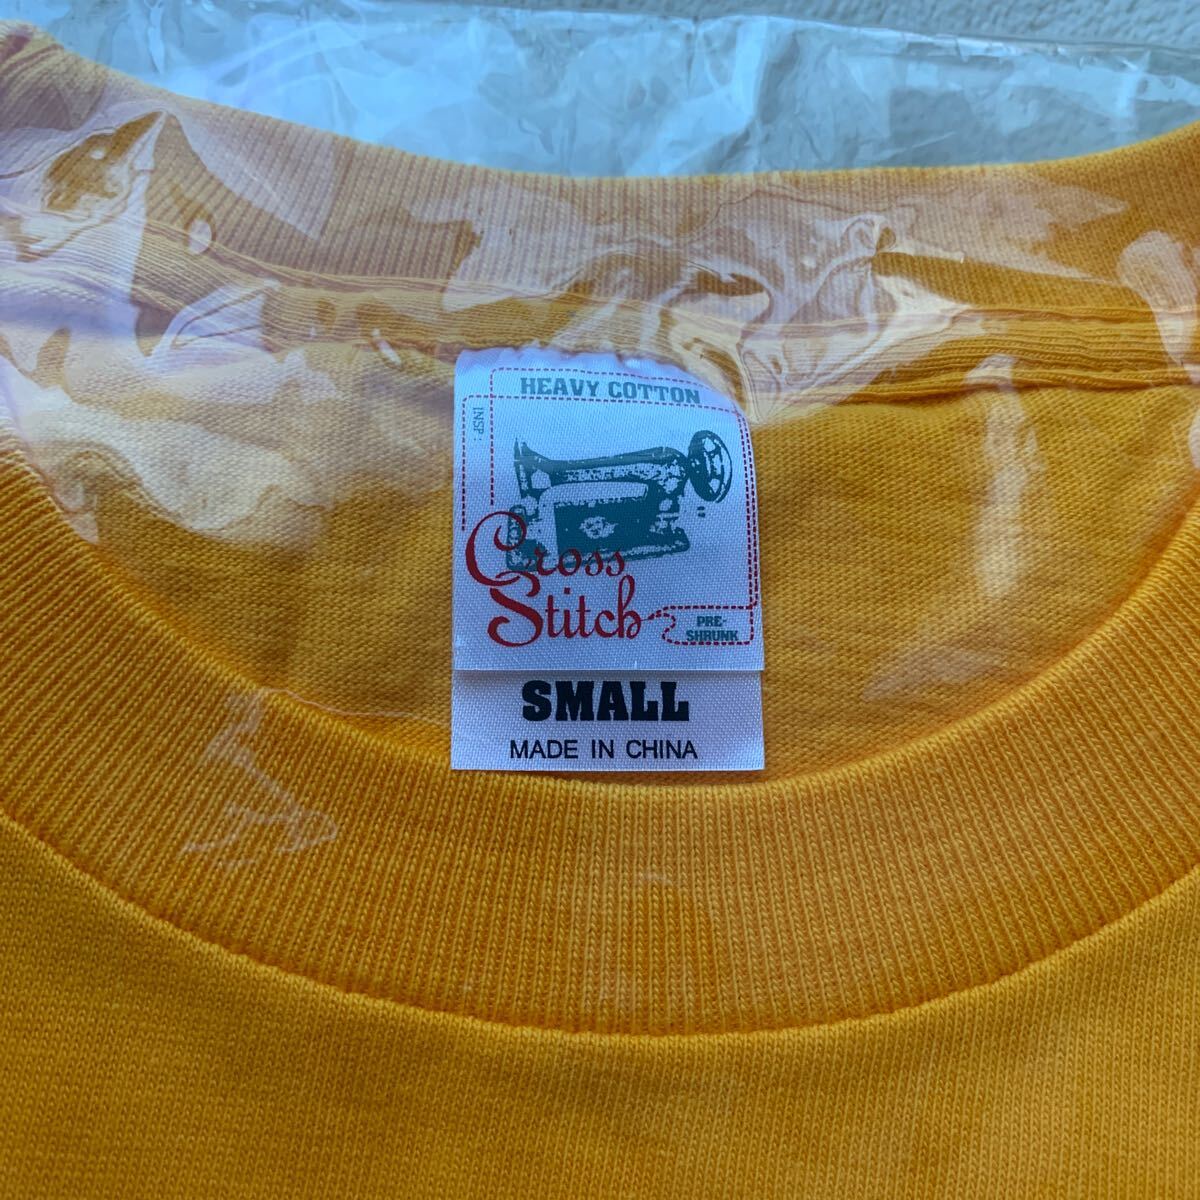 HEAVY COTTON
INSP :
Cross
Stitch
PRE-
SHRUNK
SMALL
MADE IN CHINA